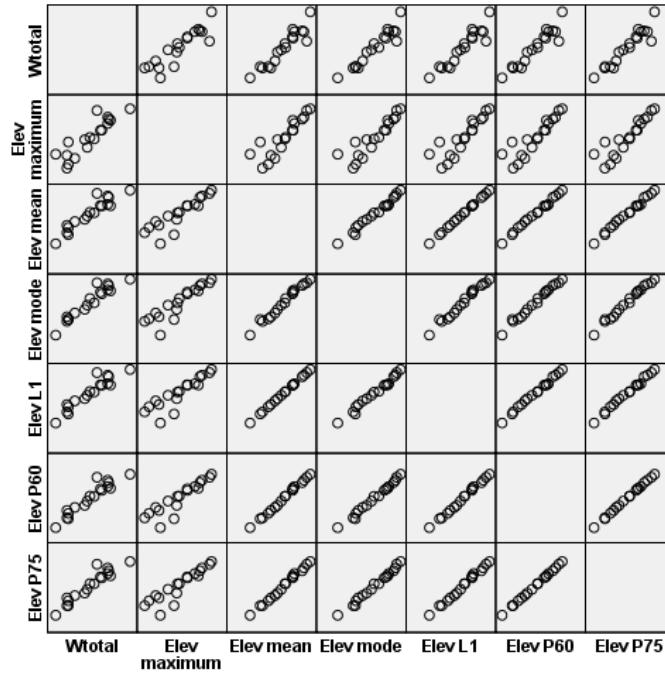 Wtotal
Elev
maximum
Elev mean
Elev mode
Elev L1
Elev P60
Elev P75
Wtotal
Elev
maximum
Elev mean
Elev mode
Elev L1
Elev P60
Elev P75